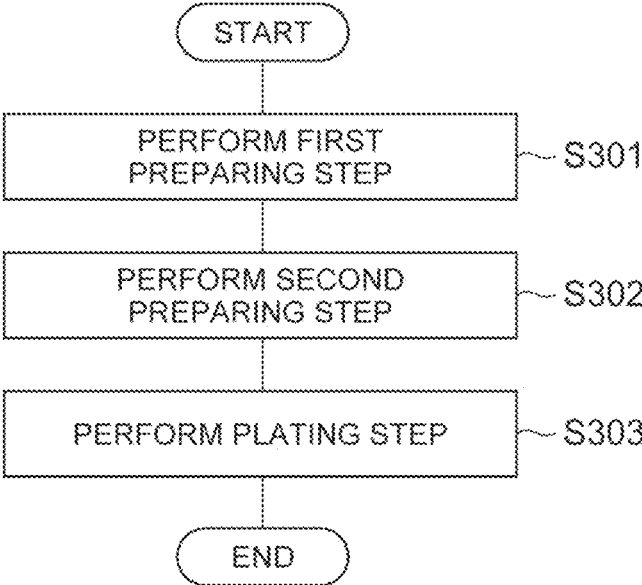 START
PERFORM FIRST
PREPARING STEP
S301
PERFORM SECOND
PREPARING STEP
S302
PERFORM PLATING STEP
S303
END